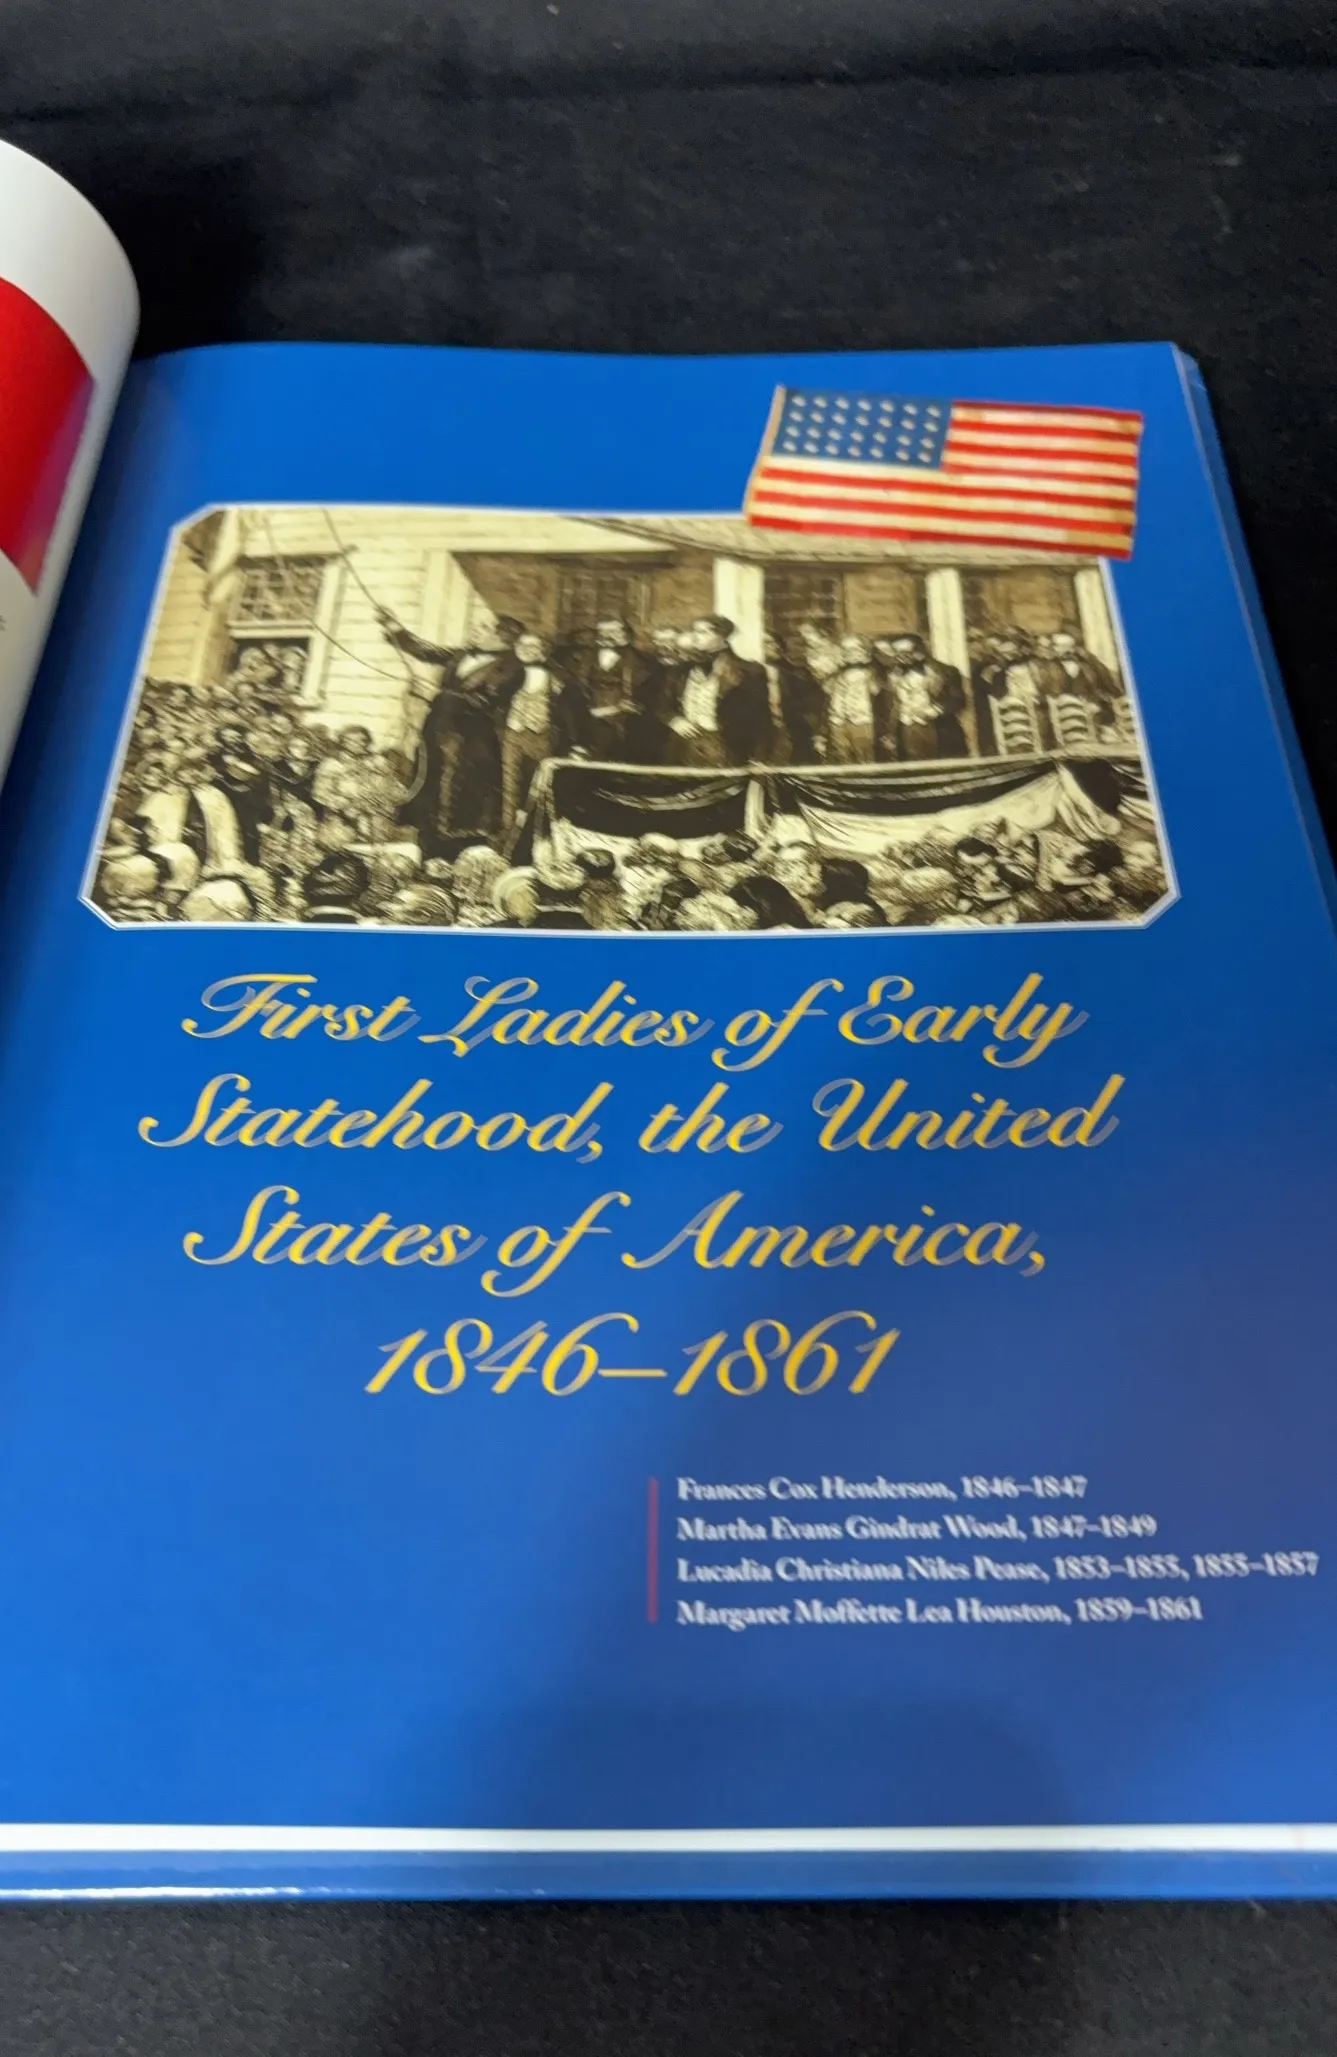 First Ladies of Early
Statehood, the United
States of America,
1846–1861
Frances Cox Henderson, 1846–1847
Martha Evans Gindrat Wood, 1847–1849
Lucadia Christiana Niles Pease, 1853–1855, 1855–1857
Margaret Moffette Lea Houston, 1859–1861